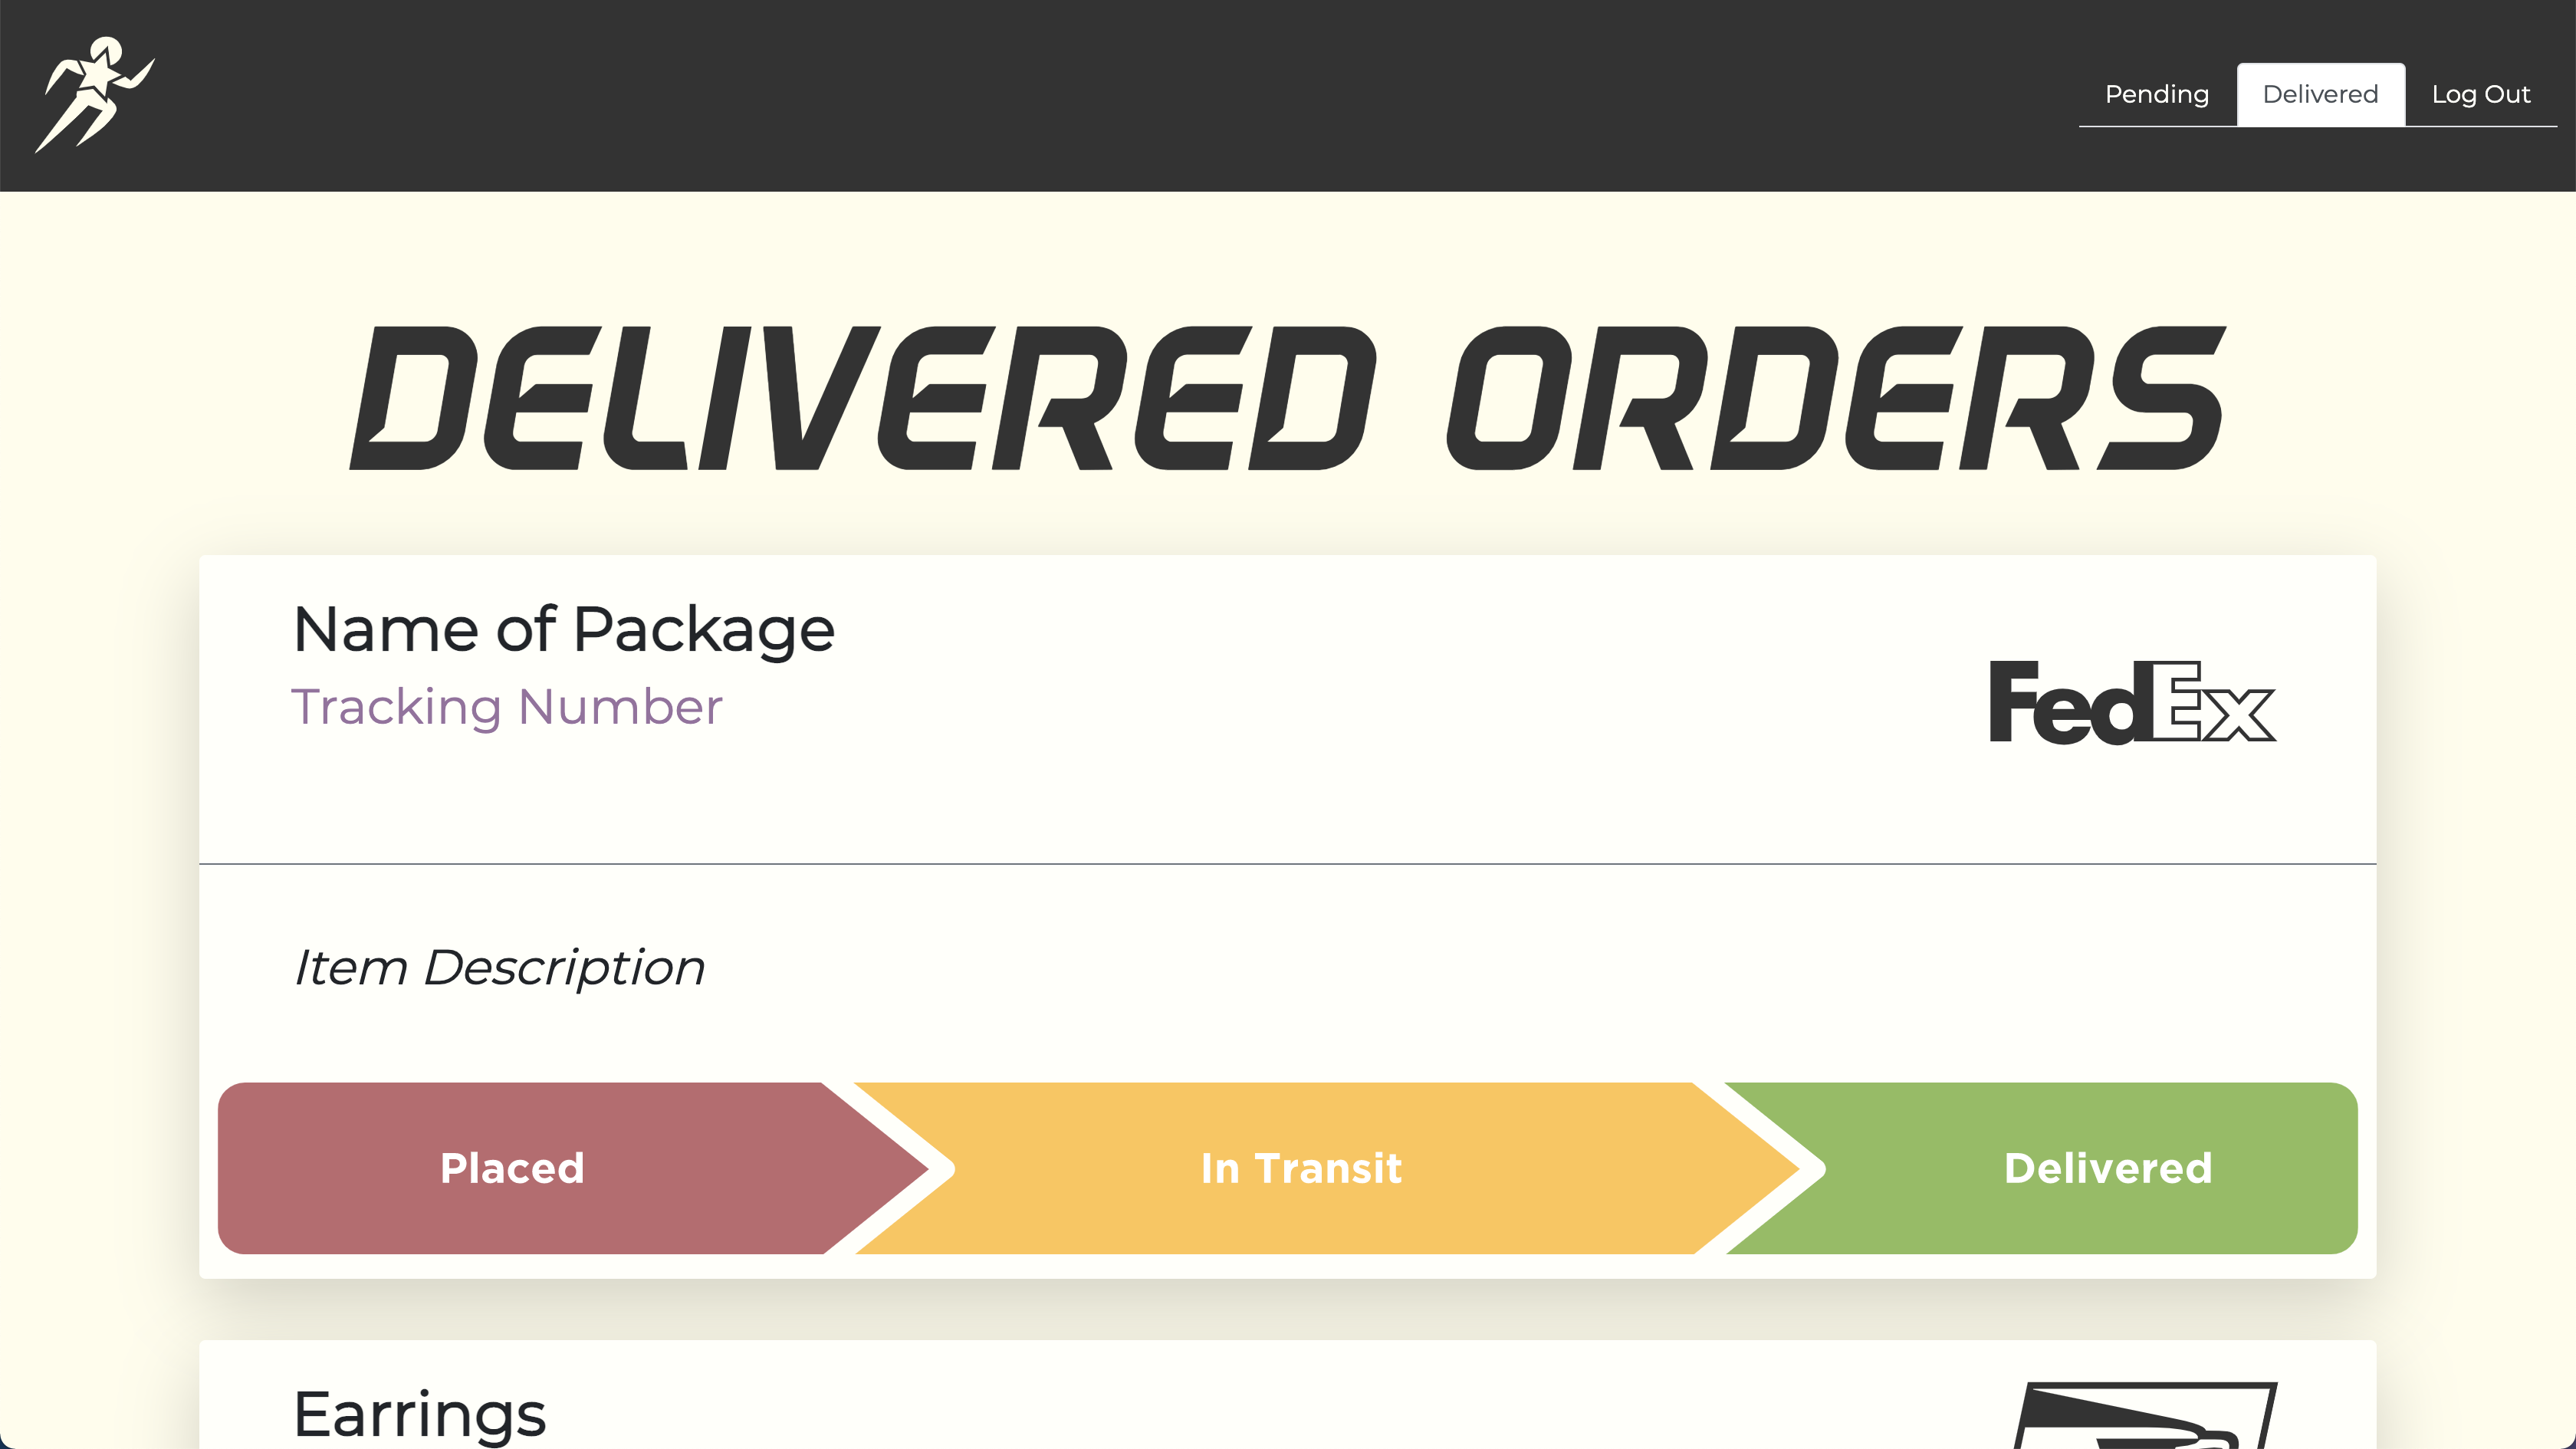 Pending Delivered Log Out
DELIVERED ORDERS
Name of Package
Tracking Number
FedEx
Item Description
Placed In Transit Delivered
Earrings